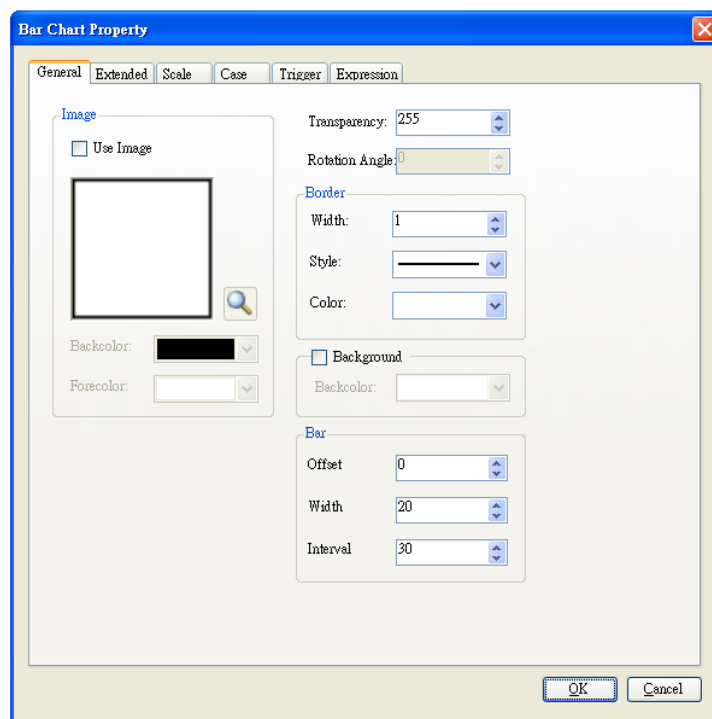 Bar Chart Property
General Extended Scale Case Trigger Expression
Image
Use Image
Backcolor:
Forecolor:
Transparency: 255
Rotation Angle: 0
Border
Width: 1
Style:
Color:
Background
Backcolor:
Bar
Offset 0
Width 20
Interval 30
OK Cancel